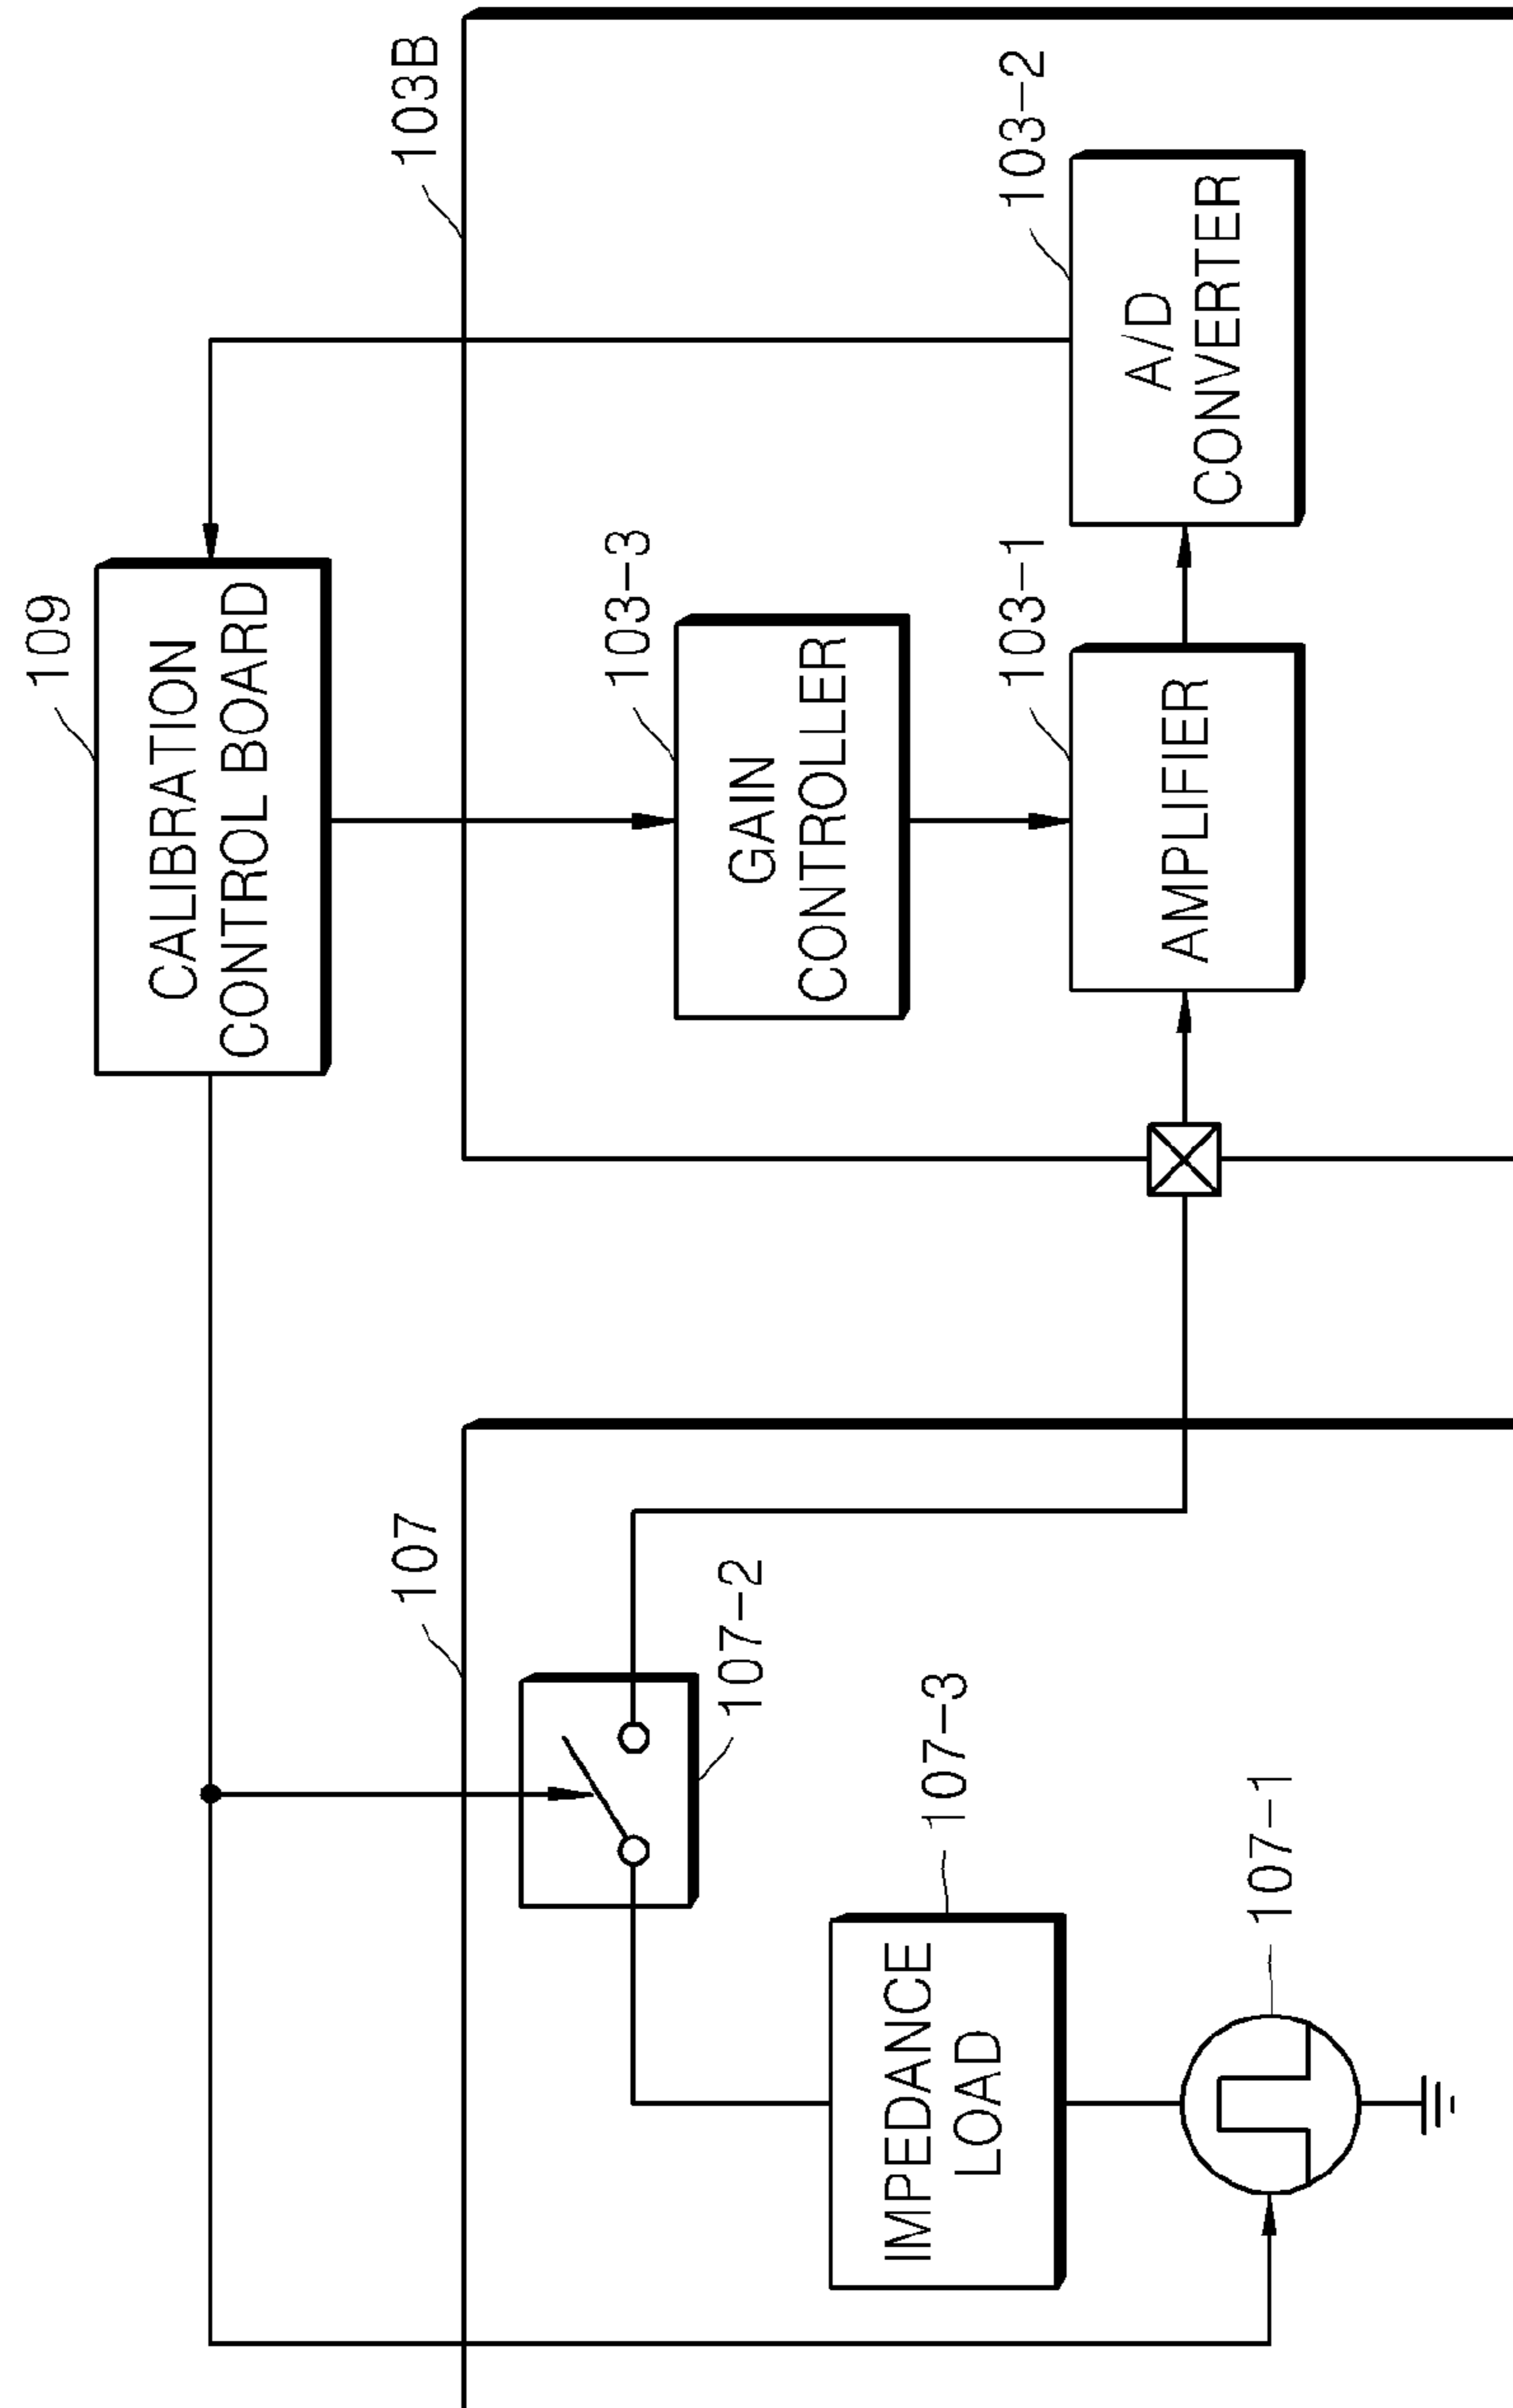 109
CALIBRATION
CONTROL BOARD
107
103B
107-2
103-3
GAIN
CONTROLLER
107-3
IMPEDANCE
LOAD
103-1
AMPLIFIER
103-2
A/D
CONVERTER
107-1